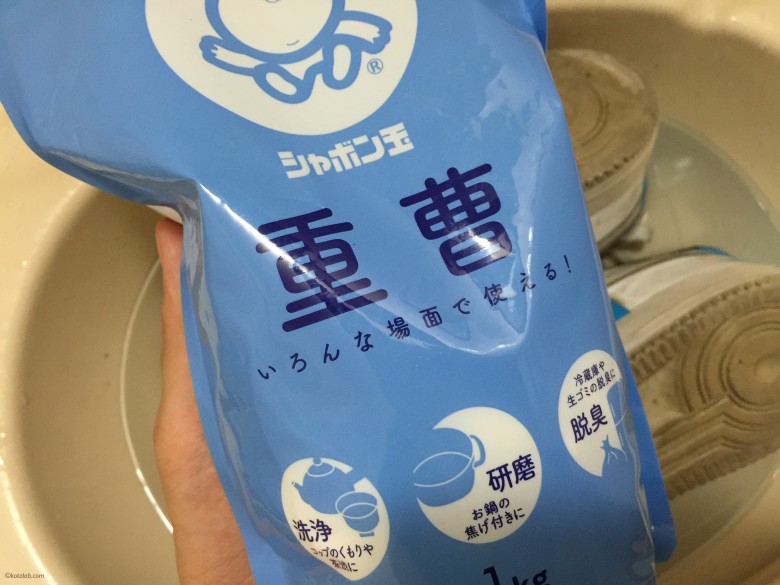 ®
シャボン玉
重曹
いろんな場面で使える!
冷蔵庫や
生ゴミの脱臭に
脱臭
研磨
お鍋の
焦げ付きに
洗浄
コップのくもりや
1kg
©kotolab.com